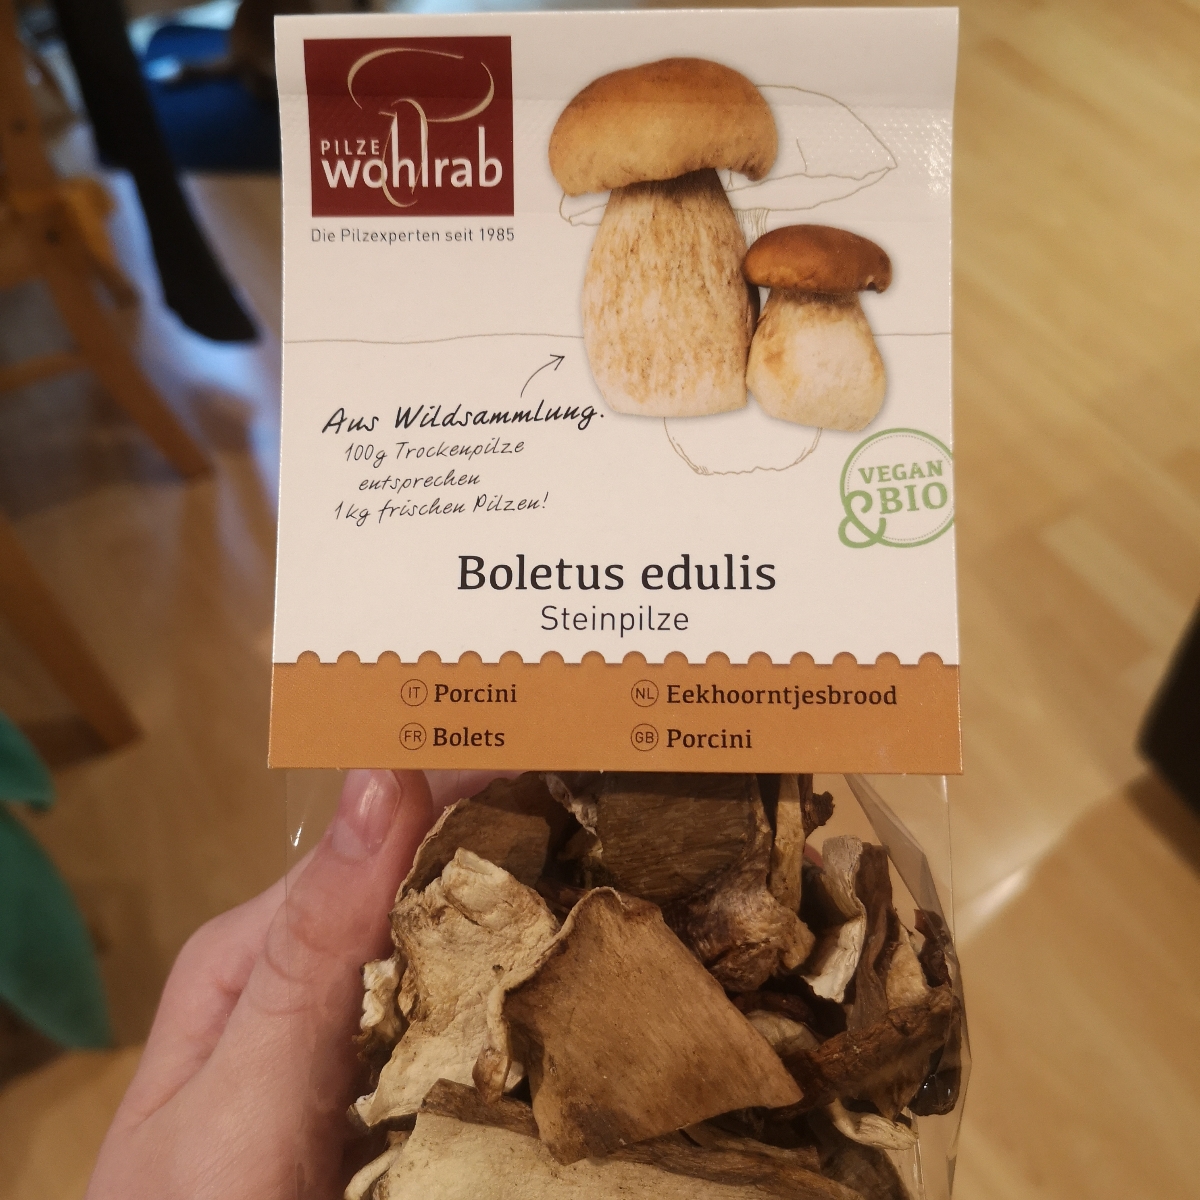 PILZE
wohlrab
Die Pilzexperten seit 1985
Aus Wildsammlung.
100g Trockenpilze
entsprechen
1kg frischen Pilzen!
VEGAN
& BIO
Boletus edulis
Steinpilze
IT Porcini
NL Eekhoorntjesbrood
FR Bolets
GB Porcini